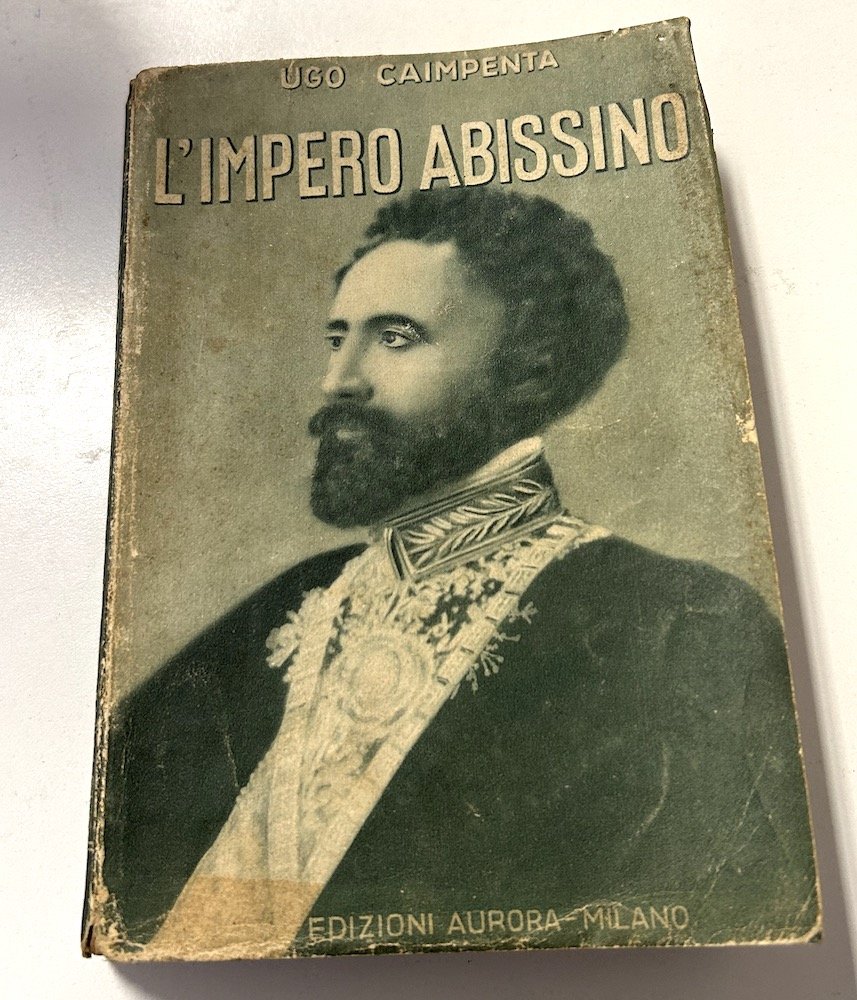 UGO CAIMPENTA
L'IMPERO ABISSINO
EDIZIONI AURORA-MILANO